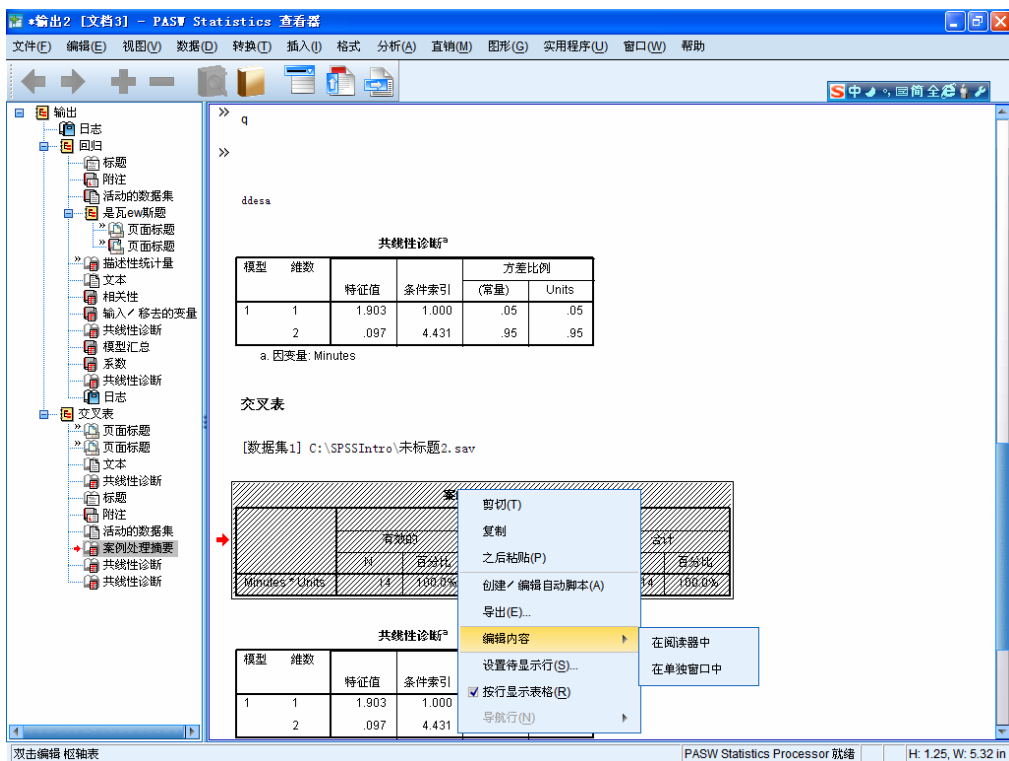 *输出2 [文档3] - PASW Statistics 查看器
文件(F) 编辑(E) 视图(V) 数据(D) 转换(T) 插入(I) 格式 分析(A) 直销(M) 图形(G) 实用程序(U) 窗口(W) 帮助
中 简 全
输出
日志
回归
标题
附注
活动的数据集
是瓦ew斯题
页面标题
页面标题
描述性统计量
文本
相关性
输入/移去的变量
共线性诊断
模型汇总
系数
共线性诊断
日志
交叉表
页面标题
页面标题
文本
共线性诊断
标题
附注
活动的数据集
案例处理摘要
共线性诊断
共线性诊断
q
ddesa
共线性诊断a
模型 维数 特征值 条件索引 方差比例
(常量) Units
1 1 1.903 1.000 .05 .05
2 .097 4.431 .95 .95
a. 因变量: Minutes
交叉表
[数据集1] C:\SPSSIntro\未标题2.sav
案
有效的 合计
N 百分比 百分比
Minutes * Units 14 100.0% 14 100.0%
剪切(T)
复制
之后粘贴(P)
创建/编辑自动脚本(A)
导出(E)...
编辑内容
设置待显示行(S)...
按行显示表格(R)
导航行(N)
在阅读器中
在单独窗口中
共线性诊断a
模型 维数
特征值 条件索引
1 1 1.903 1.000
2 .097 4.431
双击编辑 枢轴表 PASW Statistics Processor 就绪 H: 1.25, W: 5.32 in